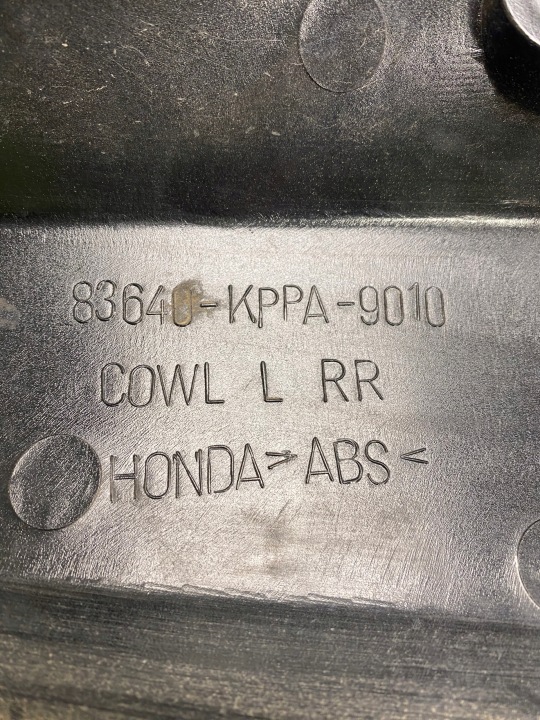 83640-KPPA-9010
COWL L RR
HONDA >ABS<